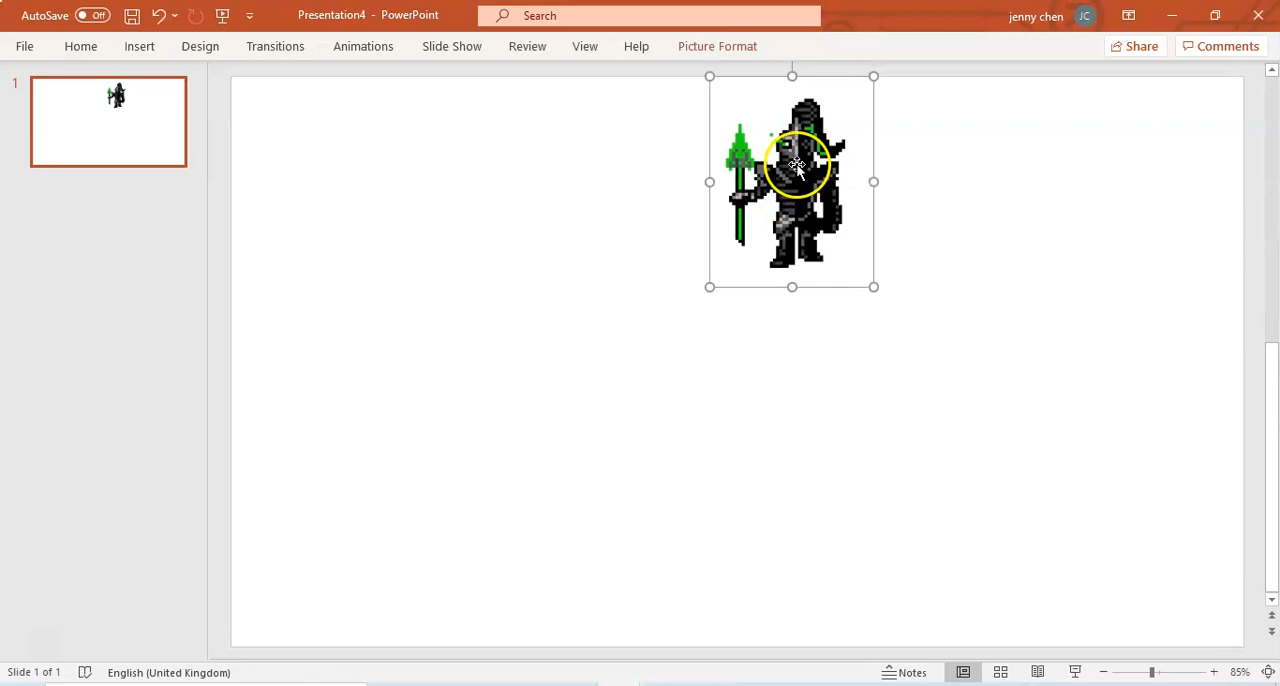 AutoSave Off Presentation4 - PowerPoint Search jenny chen JC
File Home Insert Design Transitions Animations Slide Show Review View Help Picture Format Share Comments
1
Slide 1 of 1 English (United Kingdom) Notes 85%